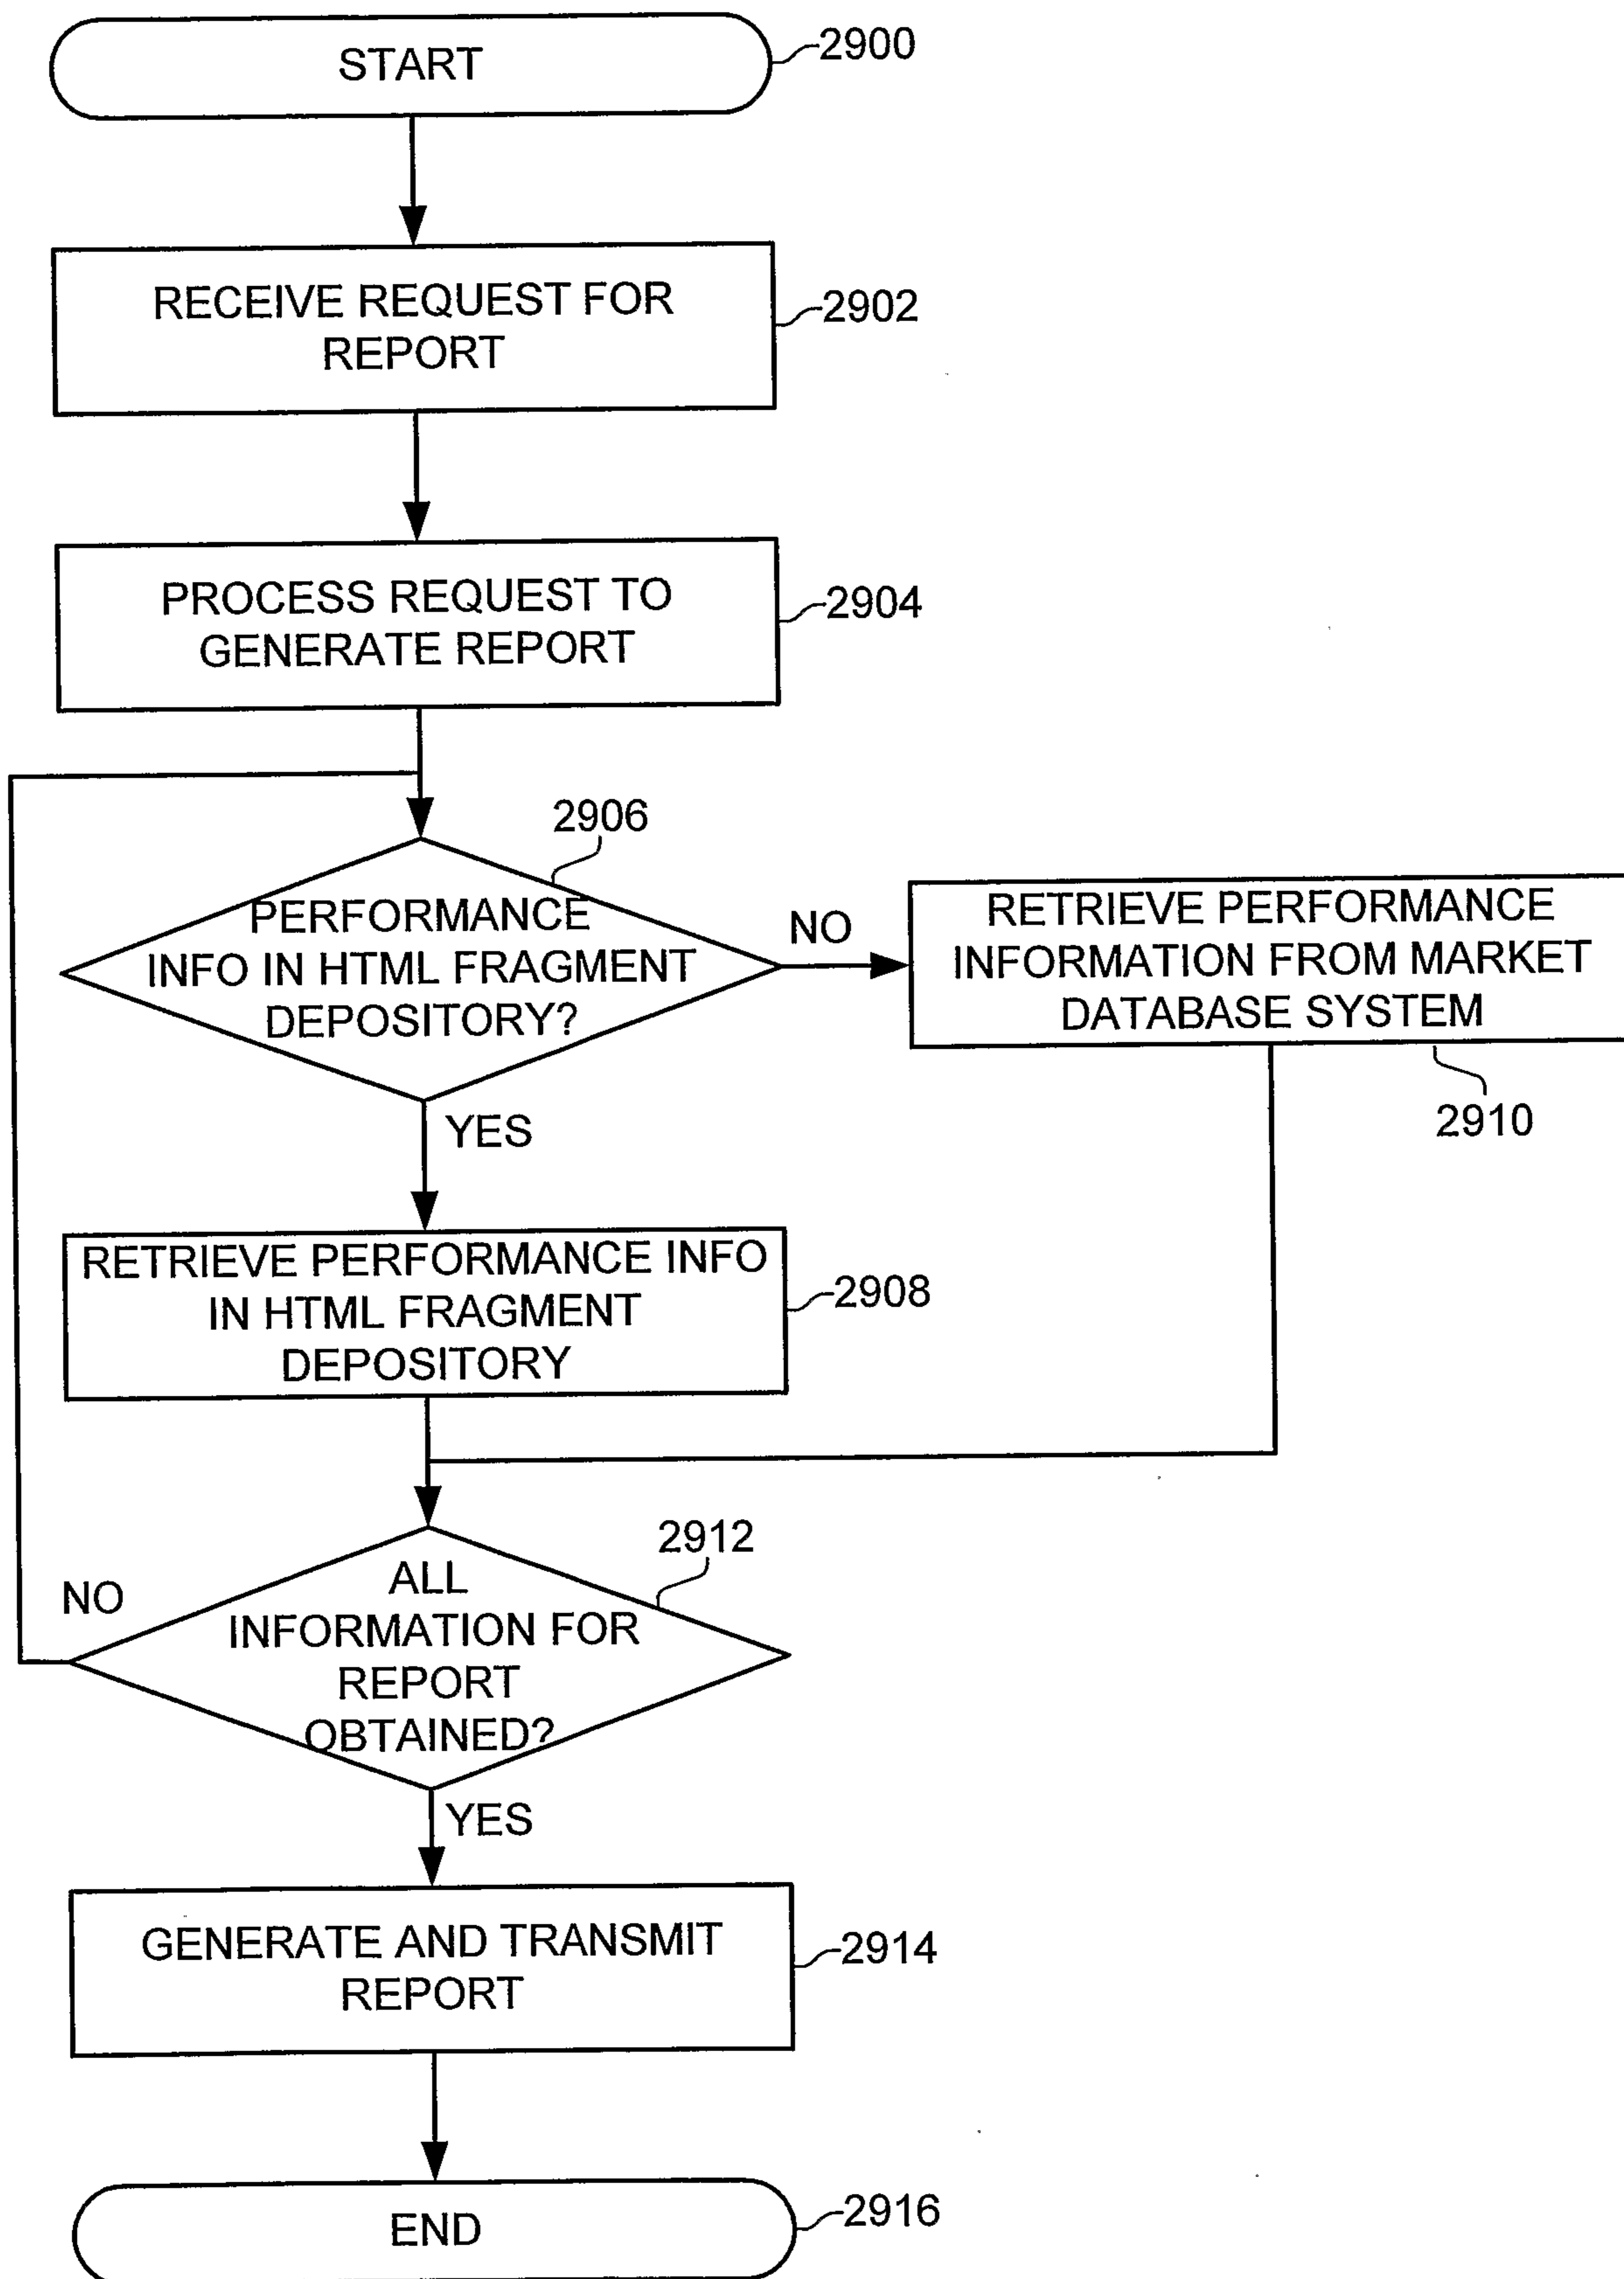 START
2900
RECEIVE REQUEST FOR
REPORT
2902
PROCESS REQUEST TO
GENERATE REPORT
2904
2906
PERFORMANCE
INFO IN HTML FRAGMENT
DEPOSITORY?
NO
RETRIEVE PERFORMANCE
INFORMATION FROM MARKET
DATABASE SYSTEM
2910
YES
RETRIEVE PERFORMANCE INFO
IN HTML FRAGMENT
DEPOSITORY
2908
2912
ALL
INFORMATION FOR
REPORT
OBTAINED?
NO
YES
GENERATE AND TRANSMIT
REPORT
2914
END
2916